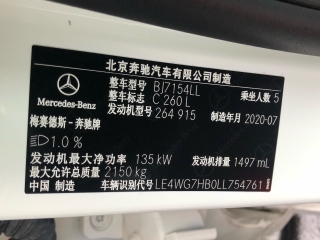 北京奔驰汽车有限公司制造
整车型号 BJ7154LL 乘坐人数 5
整车标志 C 260 L
Mercedes-Benz 发动机型号 264 915
梅赛德斯-奔驰牌 制造年月 2020-07
1.0 %
发动机最大净功率 135 kW 发动机排量 1497 mL
最大允许总质量 2150 kg
中国 制造 车辆识别代号 LE4WG7HB0LL754761